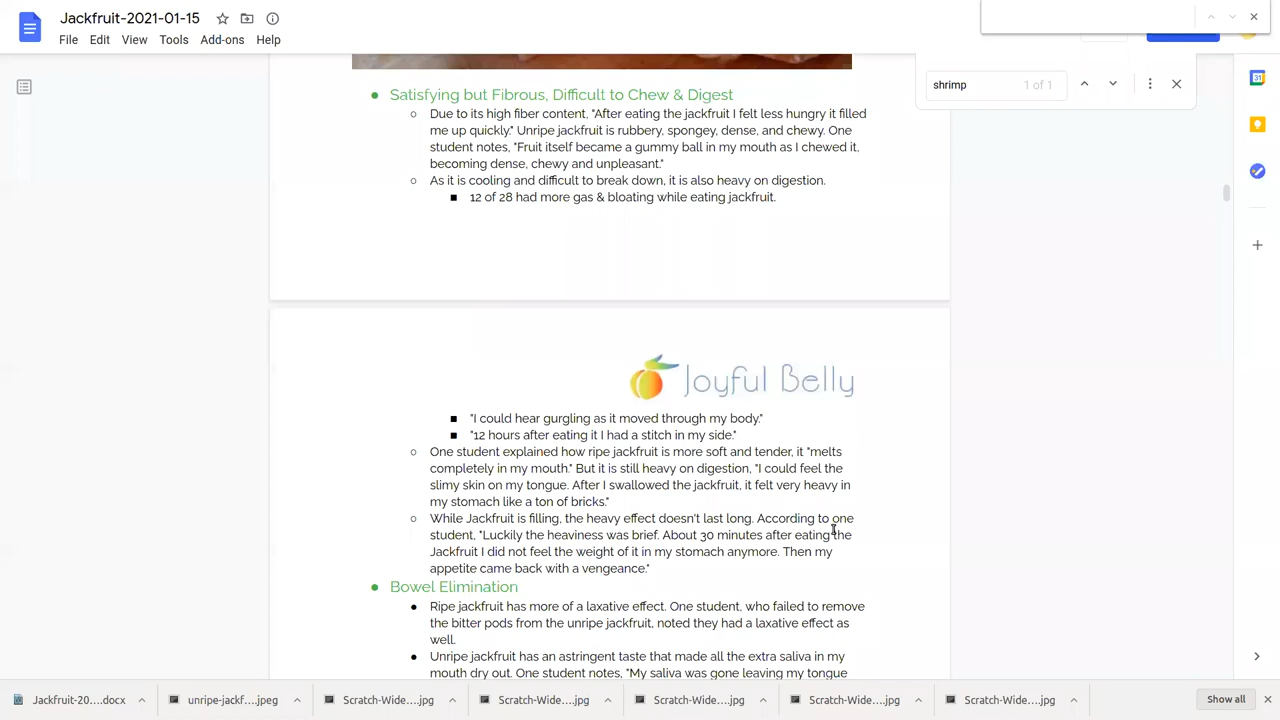 Jackfruit-2021-01-15
File Edit View Tools Add-ons Help
shrimp 1 of 1
Satisfying but Fibrous, Difficult to Chew & Digest
Due to its high fiber content, "After eating the jackfruit I felt less hungry it filled
me up quickly." Unripe jackfruit is rubbery, spongey, dense, and chewy. One
student notes, "Fruit itself became a gummy ball in my mouth as I chewed it,
becoming dense, chewy and unpleasant."
As it is cooling and difficult to break down, it is also heavy on digestion.
12 of 28 had more gas & bloating while eating jackfruit.
Joyful Belly
"I could hear gurgling as it moved through my body."
"12 hours after eating it I had a stitch in my side."
One student explained how ripe jackfruit is more soft and tender, it "melts
completely in my mouth." But it is still heavy on digestion, "I could feel the
slimy skin on my tongue. After I swallowed the jackfruit, it felt very heavy in
my stomach like a ton of bricks."
While Jackfruit is filling, the heavy effect doesn't last long. According to one
student, "Luckily the heaviness was brief. About 30 minutes after eating the
Jackfruit I did not feel the weight of it in my stomach anymore. Then my
appetite came back with a vengeance."
Bowel Elimination
Ripe jackfruit has more of a laxative effect. One student, who failed to remove
the bitter pods from the unripe jackfruit, noted they had a laxative effect as
well.
Unripe jackfruit has an astringent taste that made all the extra saliva in my
mouth dry out. One student notes, "My saliva was gone leaving my tongue
31
Jackfruit-20....docx unripe-jackf....jpeg Scratch-Wide....jpg Scratch-Wide....jpg Scratch-Wide....jpg Scratch-Wide....jpg Scratch-Wide....jpg Show all